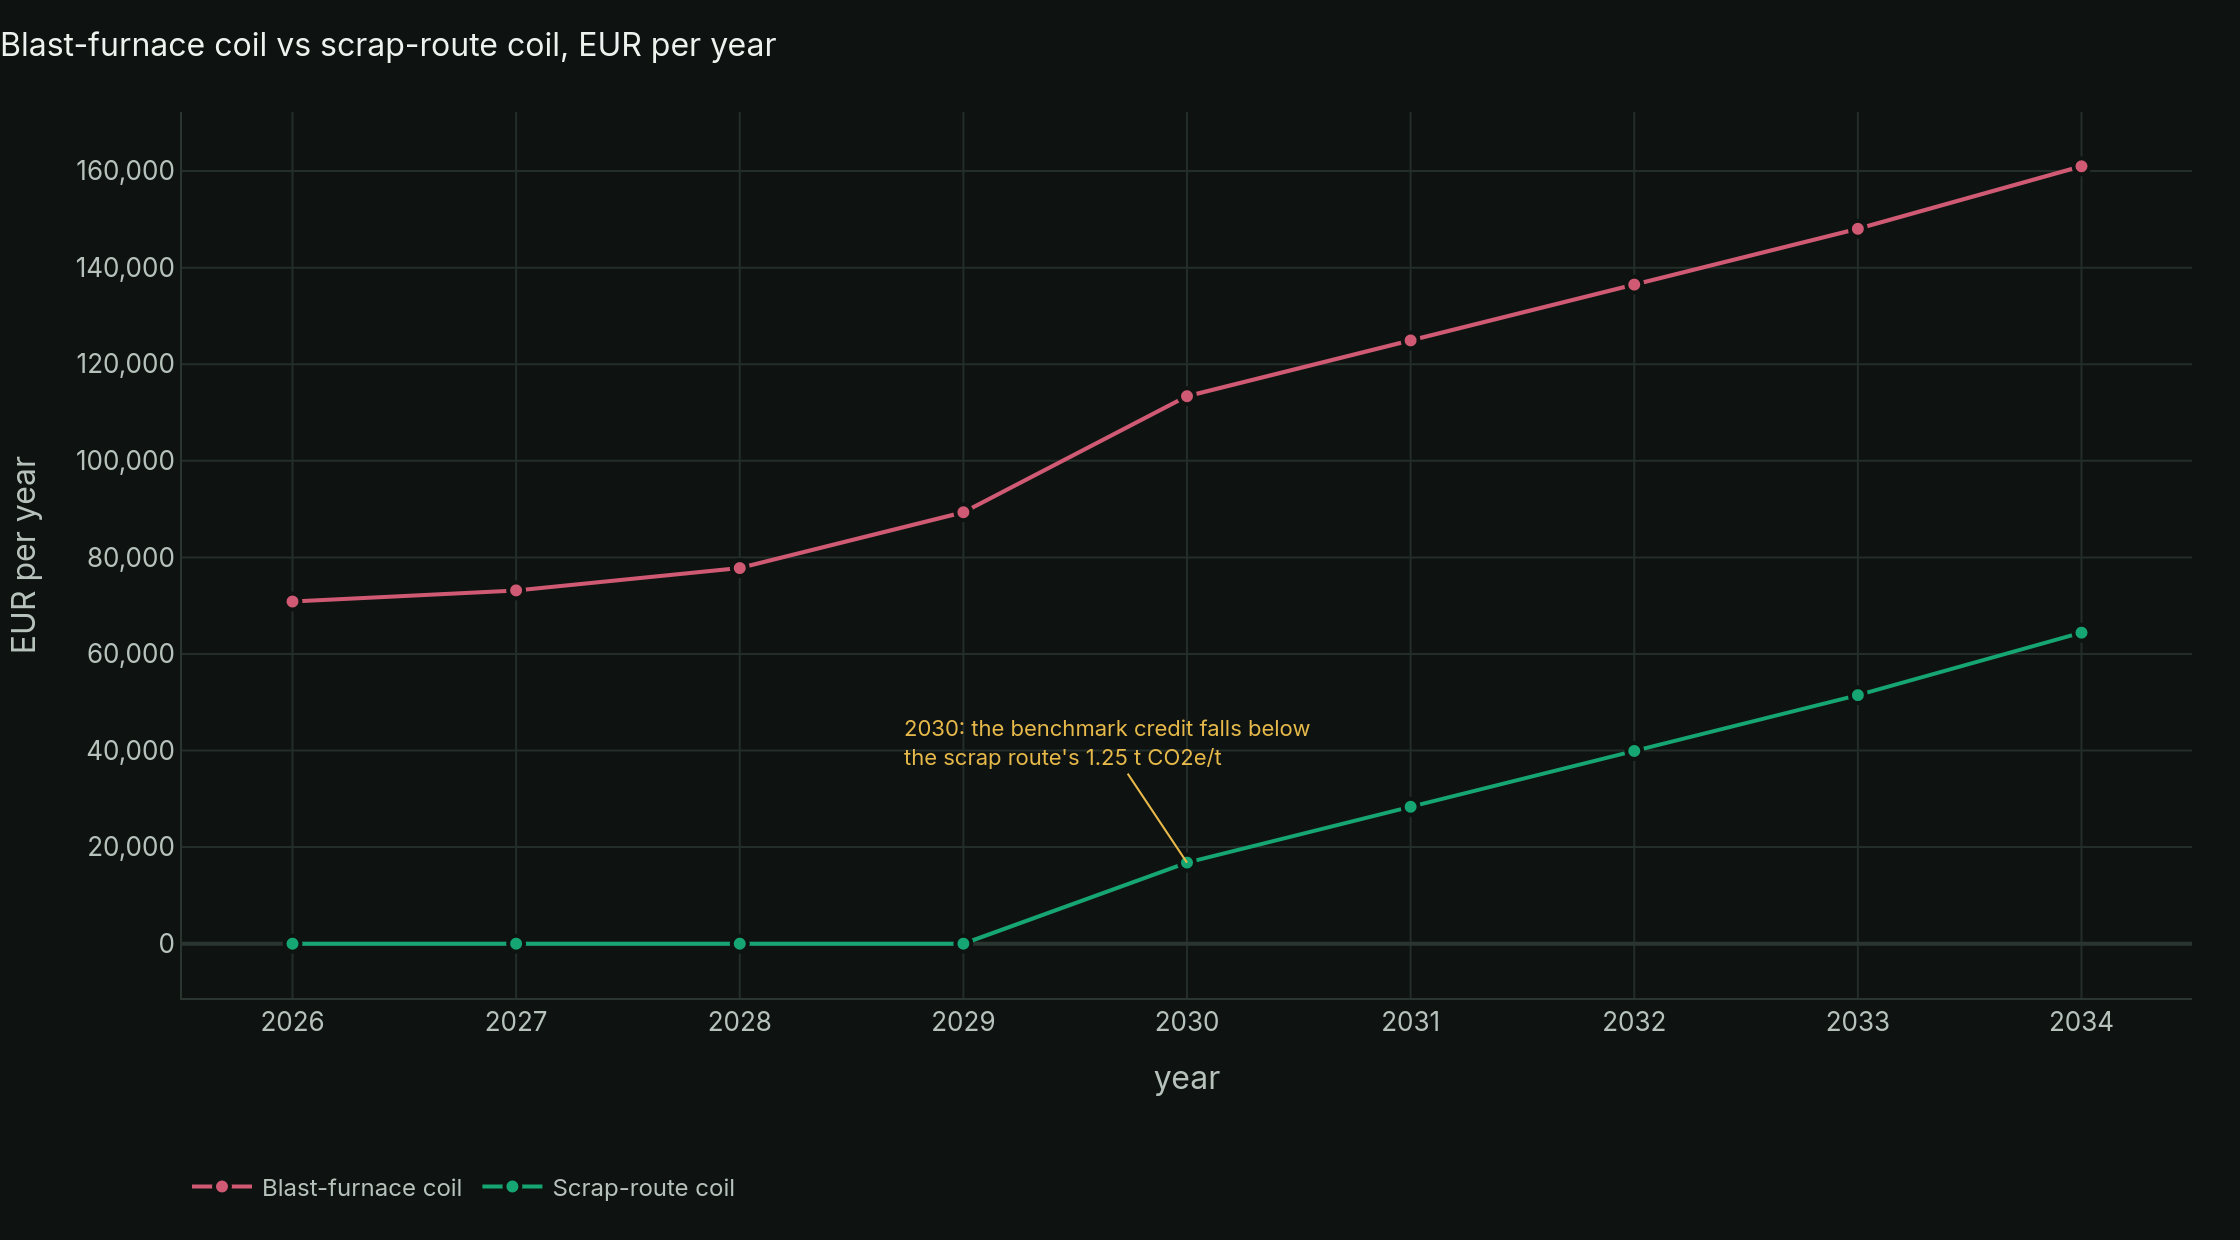 Blast-furnace coil vs scrap-route coil, EUR per year
EUR per year
160,000
140,000
120,000
100,000
80,000
60,000
40,000
20,000
0
2030: the benchmark credit falls below
the scrap route's 1.25 t CO2e/t
2026 2027 2028 2029 2030 2031 2032 2033 2034
year
Blast-furnace coil Scrap-route coil